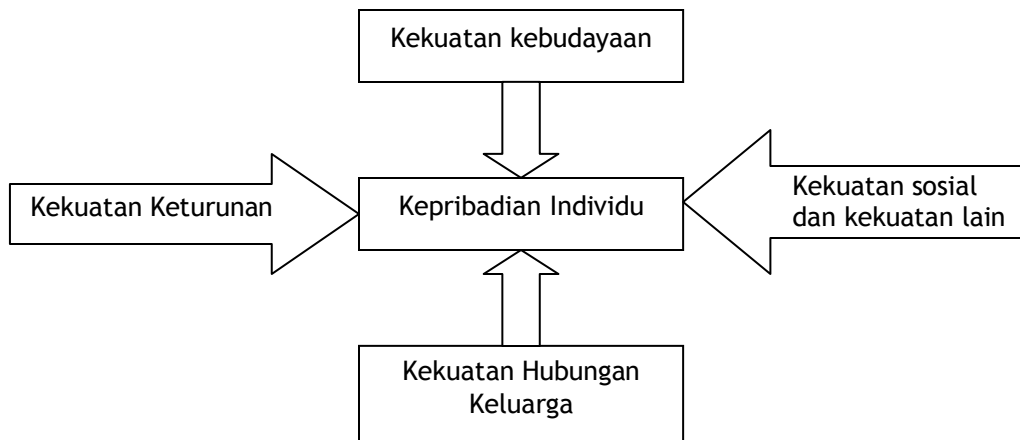 Kekuatan kebudayaan
Kekuatan Keturunan
Kepribadian Individu
Kekuatan sosial
dan kekuatan lain
Kekuatan Hubungan
Keluarga